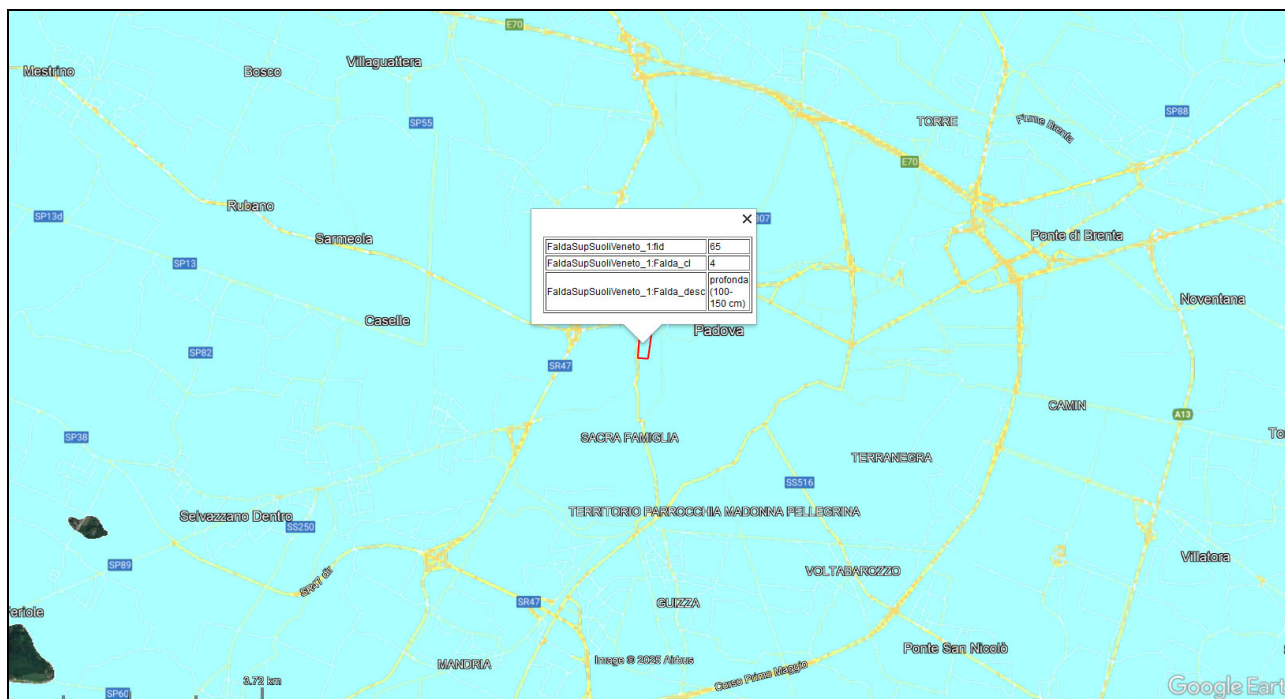 E70
Mestrino
Bosco
Villaguattera
SP55
TORRE
Fiume Brenta
SP88
E70
SP13d
Rubano
Sarmeola
Ponte di Brenta
SP13
FaldaSupSuoliVeneto_1:fid 65
FaldaSupSuoliVeneto_1:Falda_cl 4
FaldaSupSuoliVeneto_1:Falda_desc profonda (100-150 cm)
Noventana
Caselle
Padova
SP82
SR47
CAMIN
A13
SP38
SACRA FAMIGLIA
TERRANEGRA
SS516
Selvazzano Dentro
SS250
TERRITORIO PARROCCHIA MADONNA PELLEGRINA
SP89
SR47 dir
VOLTABAROZZO
Villatora
SR47
GUIZZA
MANDRIA
Image © 2025 Airbus
Ponte San Nicolò
Corso Primo Maggio
SP60
3.72 km
Google Eart